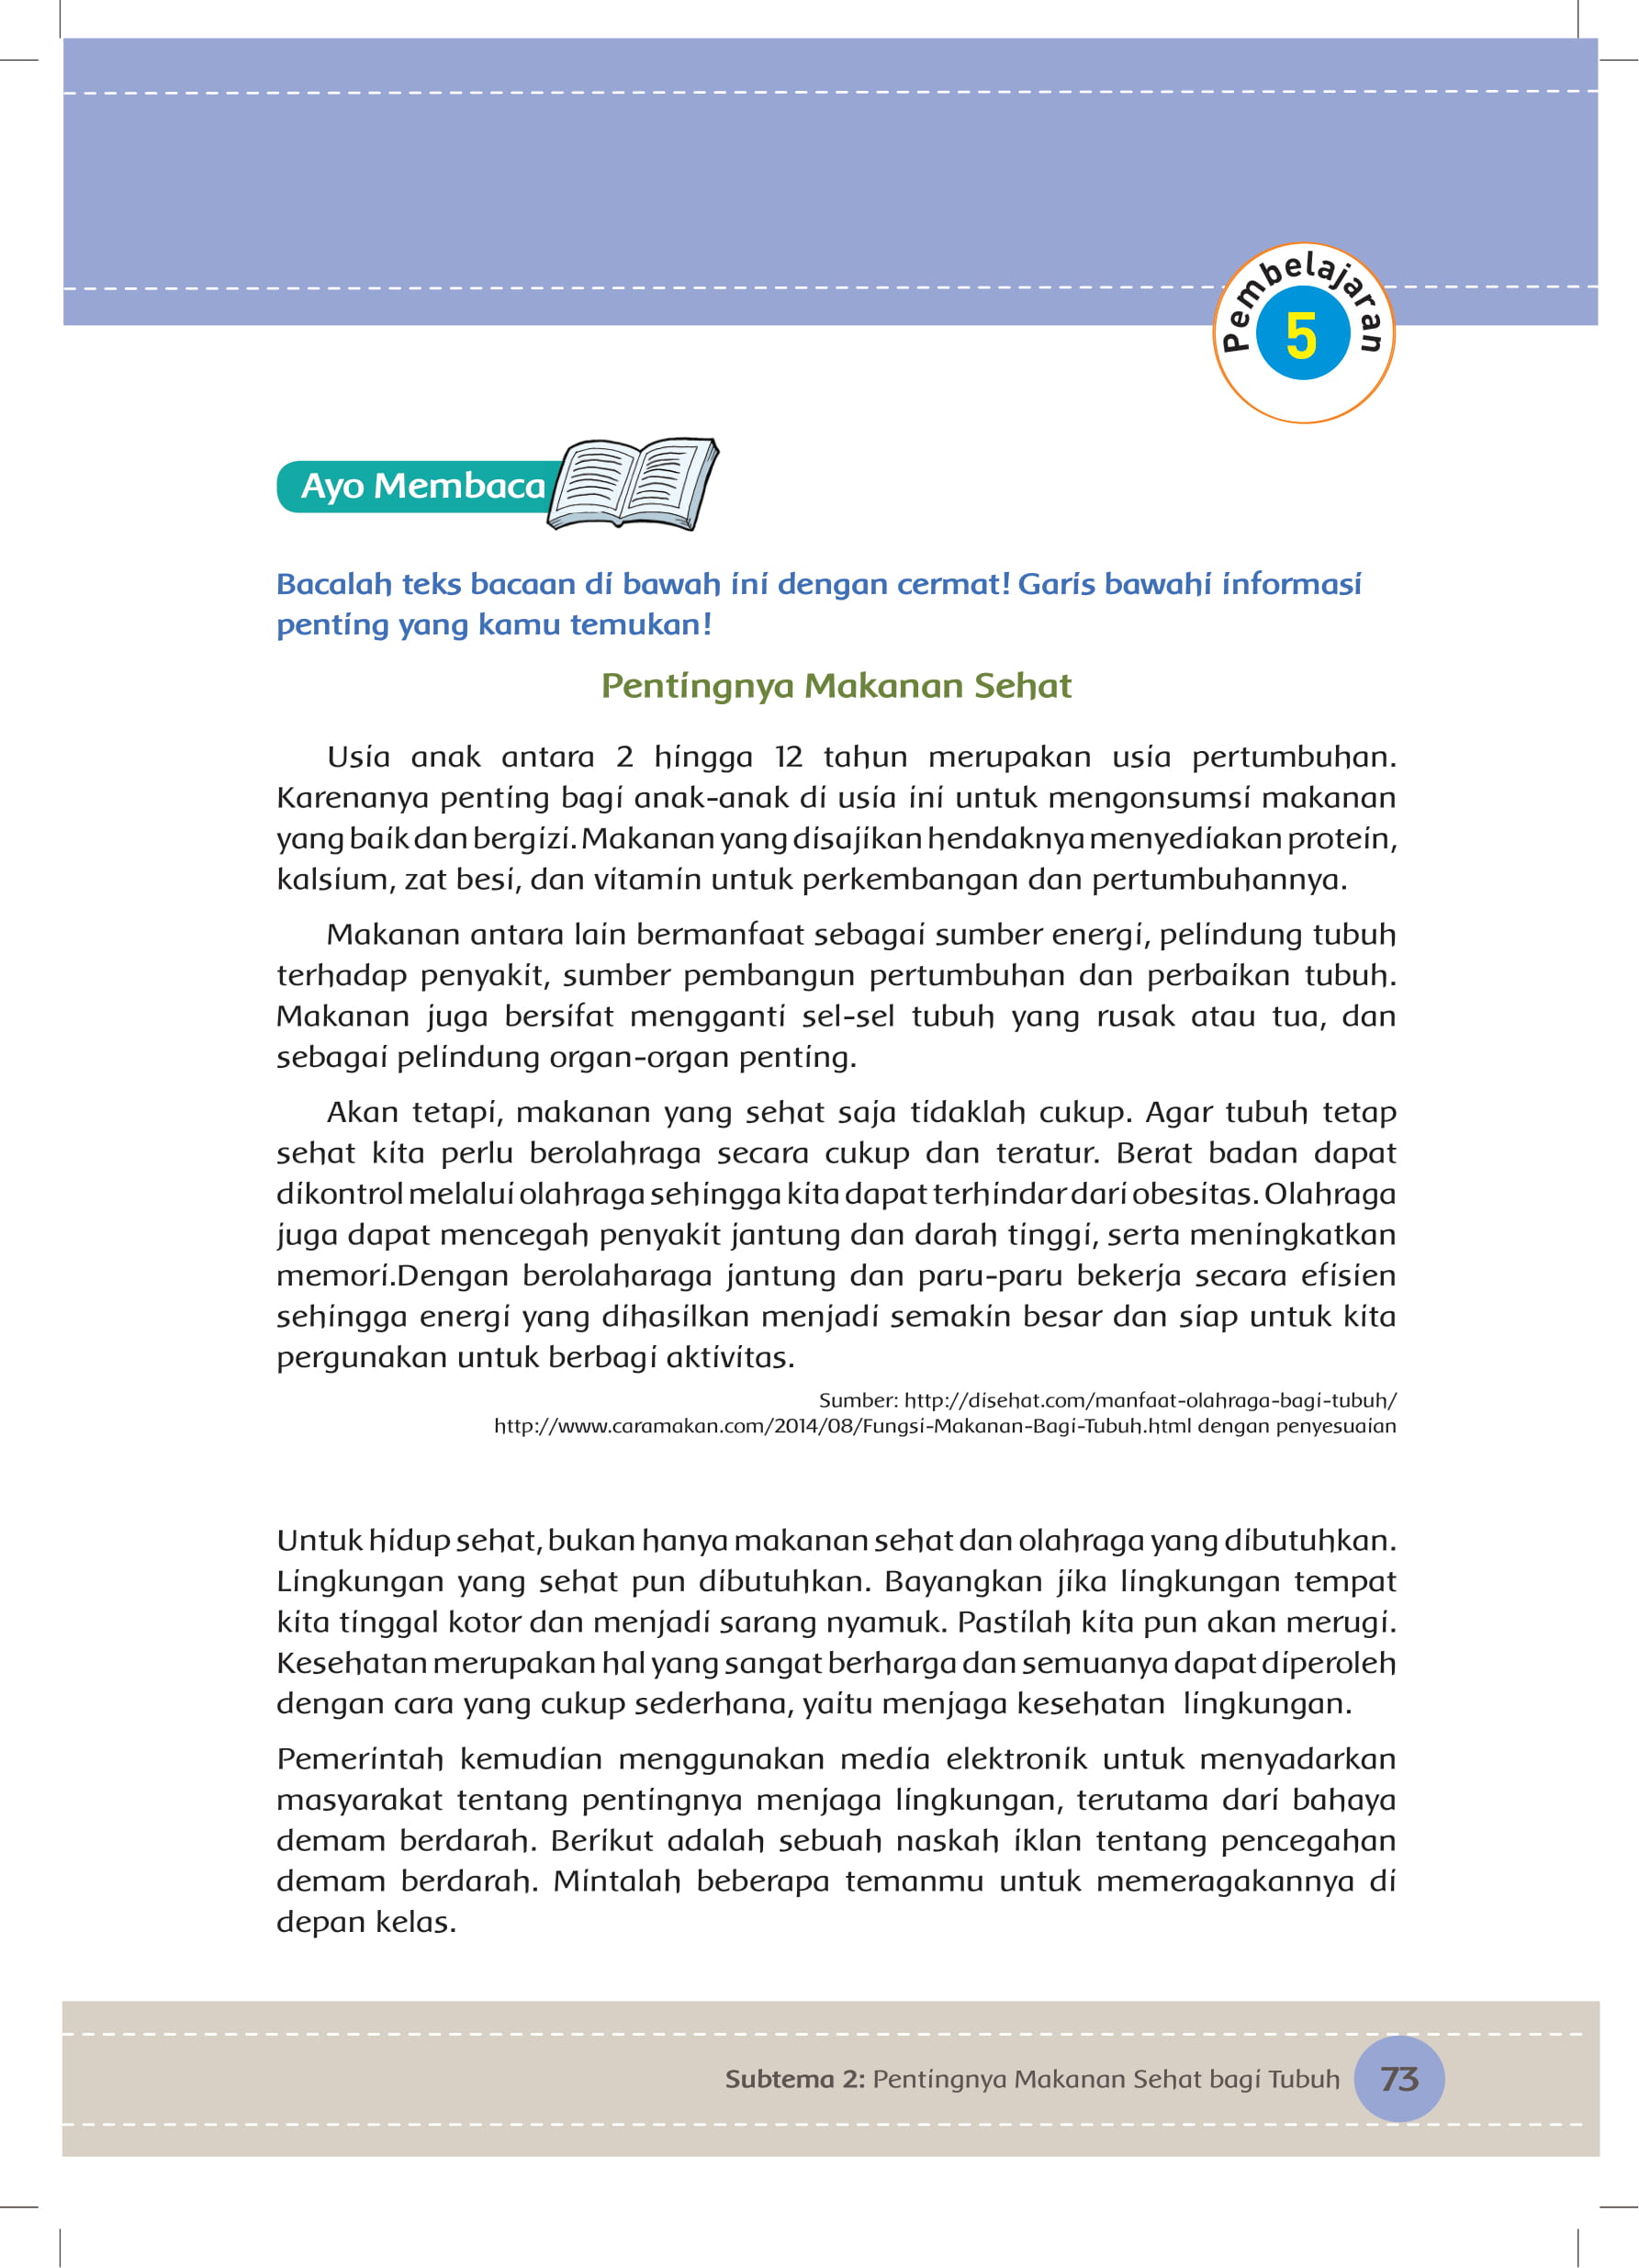 Pembelajaran
5
Ayo Membaca
Bacalah teks bacaan di bawah ini dengan cermat! Garis bawahi informasi
penting yang kamu temukan!
Pentingnya Makanan Sehat
Usia anak antara 2 hingga 12 tahun merupakan usia pertumbuhan.
Karenanya penting bagi anak-anak di usia ini untuk mengonsumsi makanan
yang baik dan bergizi. Makanan yang disajikan hendaknya menyediakan protein,
kalsium, zat besi, dan vitamin untuk perkembangan dan pertumbuhannya.
Makanan antara lain bermanfaat sebagai sumber energi, pelindung tubuh
terhadap penyakit, sumber pembangun pertumbuhan dan perbaikan tubuh.
Makanan juga bersifat mengganti sel-sel tubuh yang rusak atau tua, dan
sebagai pelindung organ-organ penting.
Akan tetapi, makanan yang sehat saja tidaklah cukup. Agar tubuh tetap
sehat kita perlu berolahraga secara cukup dan teratur. Berat badan dapat
dikontrol melalui olahraga sehingga kita dapat terhindar dari obesitas. Olahraga
juga dapat mencegah penyakit jantung dan darah tinggi, serta meningkatkan
memori.Dengan berolaharaga jantung dan paru-paru bekerja secara efisien
sehingga energi yang dihasilkan menjadi semakin besar dan siap untuk kita
pergunakan untuk berbagi aktivitas.
Sumber: http://disehat.com/manfaat-olahraga-bagi-tubuh/
http://www.caramakan.com/2014/08/Fungsi-Makanan-Bagi-Tubuh.html dengan penyesuaian
Untuk hidup sehat, bukan hanya makanan sehat dan olahraga yang dibutuhkan.
Lingkungan yang sehat pun dibutuhkan. Bayangkan jika lingkungan tempat
kita tinggal kotor dan menjadi sarang nyamuk. Pastilah kita pun akan merugi.
Kesehatan merupakan hal yang sangat berharga dan semuanya dapat diperoleh
dengan cara yang cukup sederhana, yaitu menjaga kesehatan  lingkungan.
Pemerintah kemudian menggunakan media elektronik untuk menyadarkan
masyarakat tentang pentingnya menjaga lingkungan, terutama dari bahaya
demam berdarah. Berikut adalah sebuah naskah iklan tentang pencegahan
demam berdarah. Mintalah beberapa temanmu untuk memeragakannya di
depan kelas.
Subtema 2: Pentingnya Makanan Sehat bagi Tubuh
73